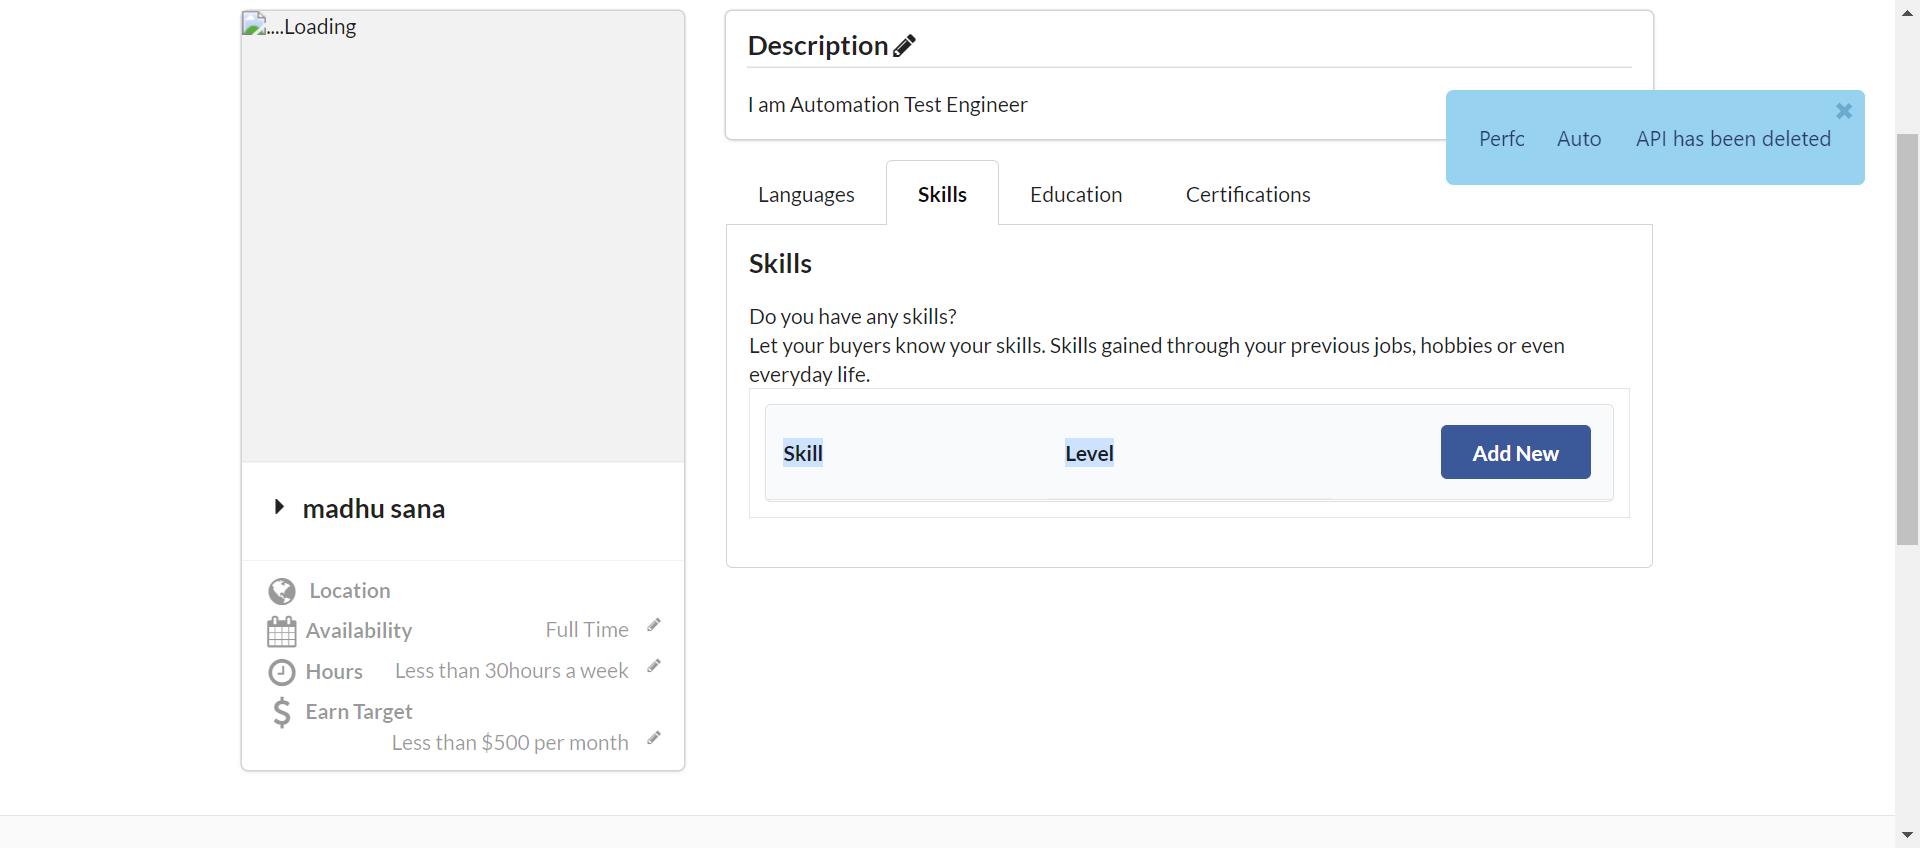 ....Loading
madhu sana
Location
Availability Full Time
Hours Less than 30hours a week
Earn Target
Less than $500 per month
Description
I am Automation Test Engineer
Perfc Auto API has been deleted
Languages Skills Education Certifications
Skills
Do you have any skills?
Let your buyers know your skills. Skills gained through your previous jobs, hobbies or even
everyday life.
Skill Level Add New